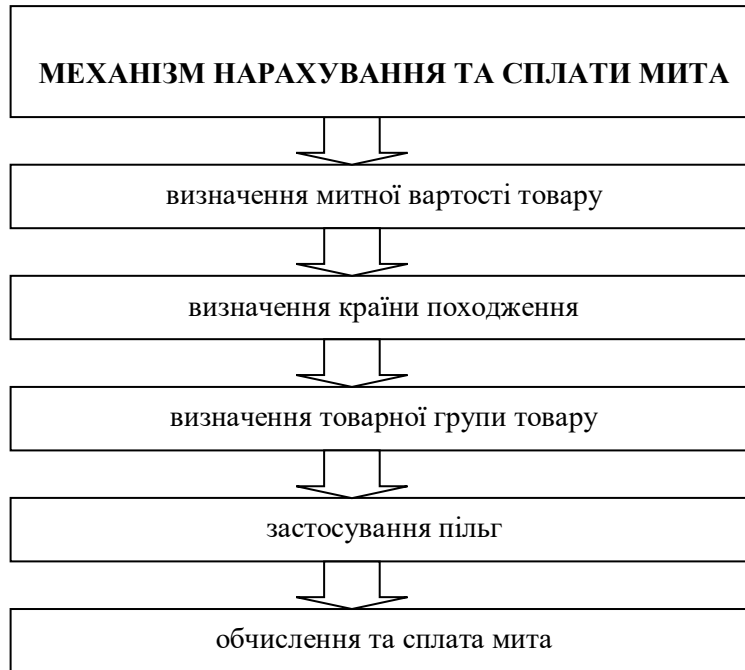 МЕХАНІЗМ НАРАХУВАННЯ ТА СПЛАТИ МИТА
визначення митної вартості товару
визначення країни походження
визначення товарної групи товару
застосування пільг
обчислення та сплата мита